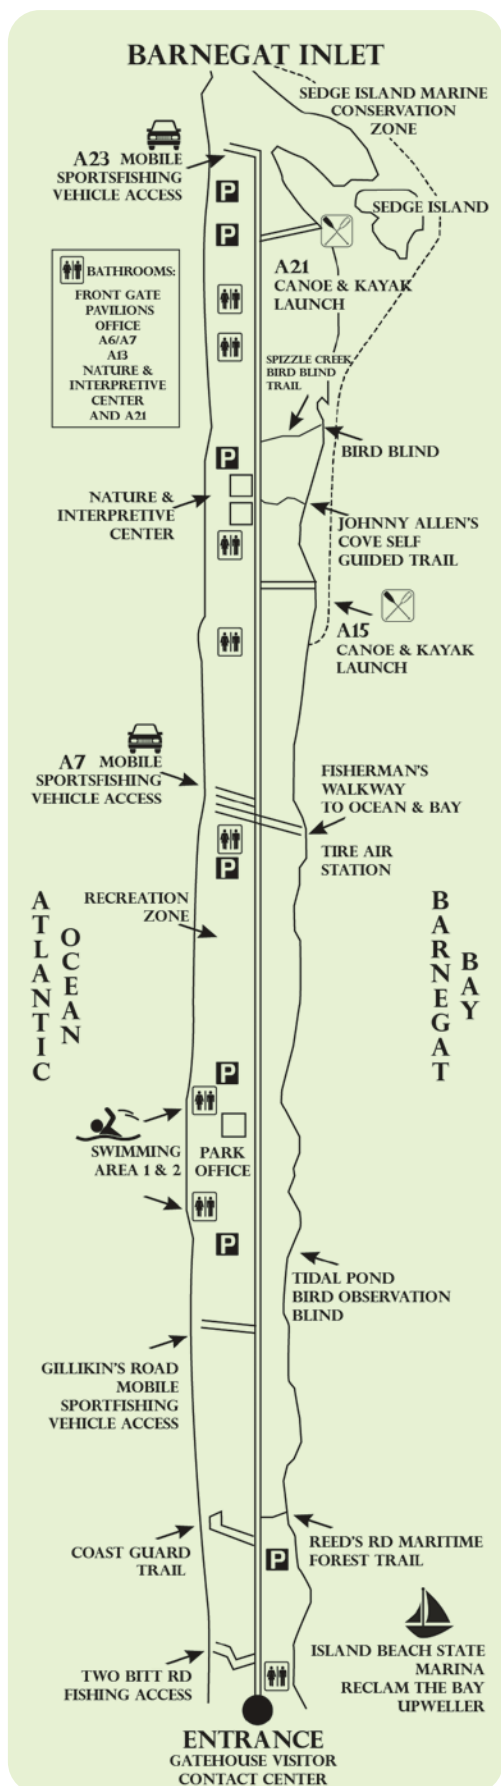 BARNEGAT INLET
SEDGE ISLAND MARINE
CONSERVATION
ZONE
A23 MOBILE
SPORTSFISHING
VEHICLE ACCESS
P
SEDGE ISLAND
P
BATHROOMS:
FRONT GATE
PAVILIONS
OFFICE
A6/A7
A13
NATURE &
INTERPRETIVE
CENTER
AND A21
A21
CANOE & KAYAK
LAUNCH
SPIZZLE CREEK
BIRD BLIND
TRAIL
BIRD BLIND
P
NATURE &
INTERPRETIVE
CENTER
JOHNNY ALLEN'S
COVE SELF
GUIDED TRAIL
A15
CANOE & KAYAK
LAUNCH
A7 MOBILE
SPORTSFISHING
VEHICLE ACCESS
FISHERMAN'S
WALKWAY
TO OCEAN & BAY
TIRE AIR
STATION
P
RECREATION
ZONE
ATLANTIC
OCEAN
BARNEGAT
BAY
P
SWIMMING
AREA 1 & 2
PARK
OFFICE
P
TIDAL POND
BIRD OBSERVATION
BLIND
GILLIKIN'S ROAD
MOBILE
SPORTFISHING
VEHICLE ACCESS
COAST GUARD
TRAIL
REED'S RD MARITIME
FOREST TRAIL
P
ISLAND BEACH STATE
MARINA
RECLAM THE BAY
UPWELLER
TWO BITT RD
FISHING ACCESS
ENTRANCE
GATEHOUSE VISITOR
CONTACT CENTER